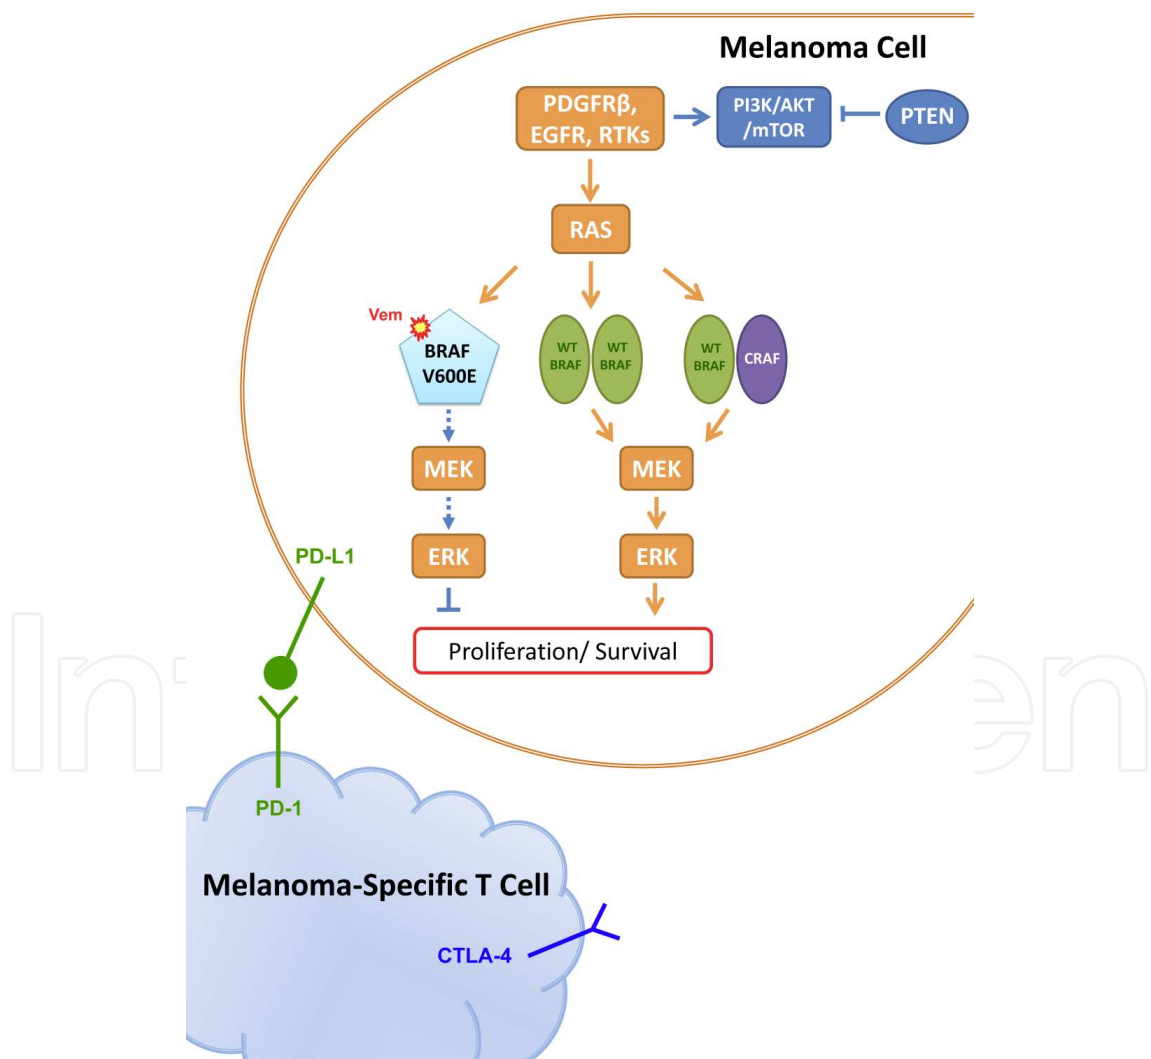 Melanoma Cell
PDGFRβ,
EGFR, RTKs
PI3K/AKT
/mTOR
PTEN
RAS
Vem
BRAF
V600E
WT
BRAF
WT
BRAF
WT
BRAF
CRAF
MEK
MEK
ERK
ERK
PD-L1
Proliferation/ Survival
PD-1
Melanoma-Specific T Cell
CTLA-4